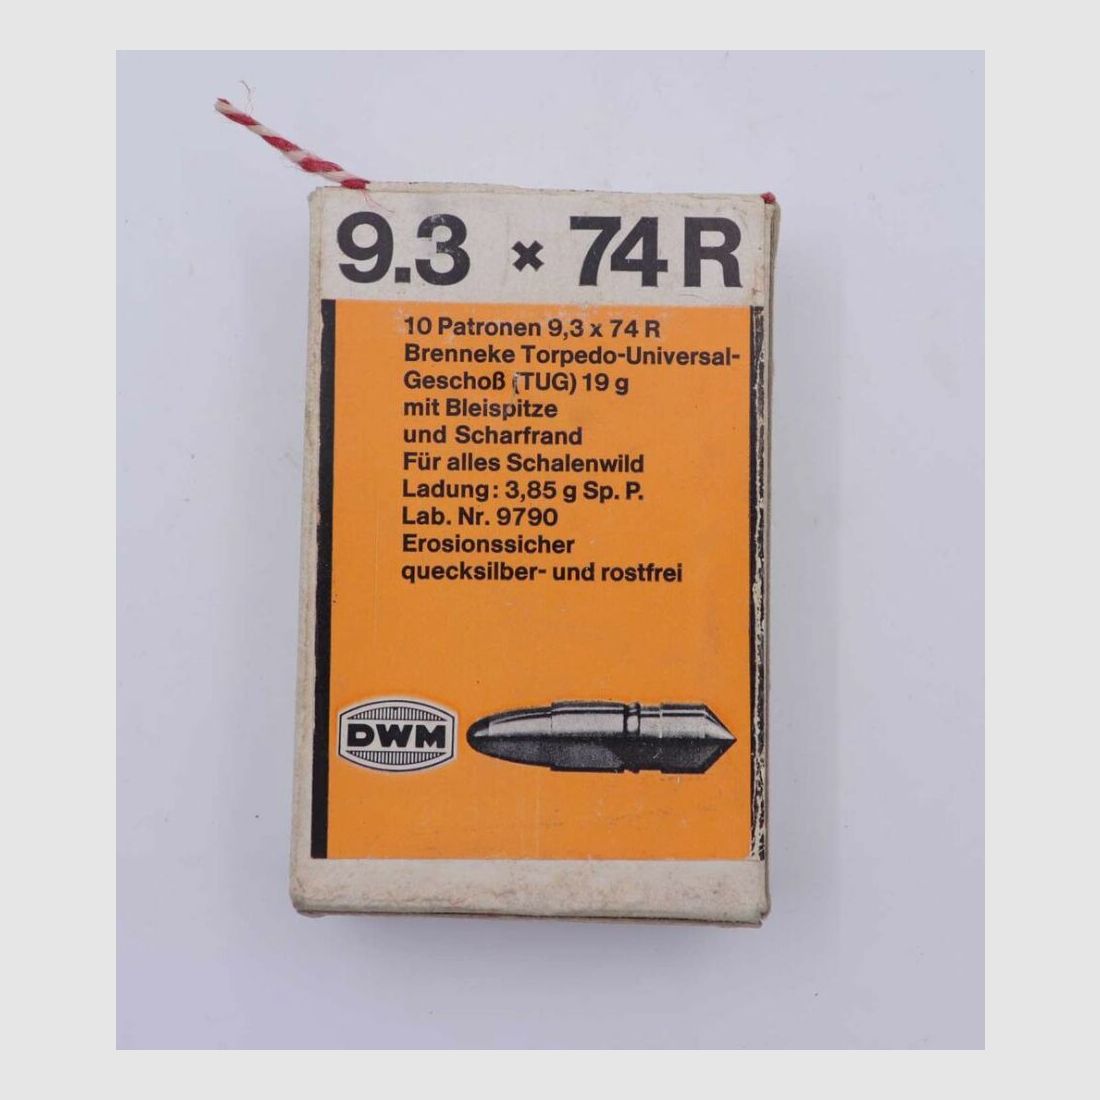 9.3 x 74 R
10 Patronen 9,3 x 74 R
Brenneke Torpedo-Universal-
Geschoß (TUG) 19 g
mit Bleispitze
und Scharfrand
Für alles Schalenwild
Ladung: 3,85 g Sp. P.
Lab. Nr. 9790
Erosionssicher
quecksilber- und rostfrei
DWM